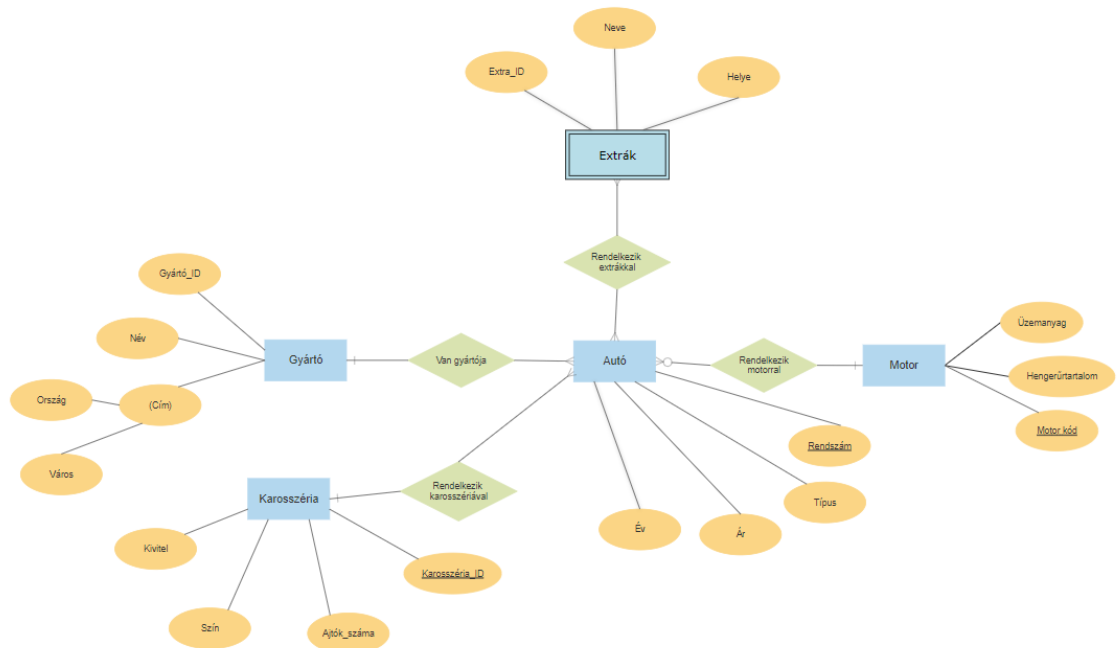 Neve
Extra_ID
Helye
Extrák
Rendelkezik
extrákkal
Gyártó_ID
Üzemanyag
Név
Gyártó
Van gyártója
Autó
Rendelkezik
motorral
Motor
Hengerűrtartalom
Ország
(Cím)
Motor kód
Rendszám
Város
Karosszéria
Rendelkezik
karosszériával
Típus
Év
Ár
Kivitel
Karosszéria_ID
Szín
Ajtók_száma